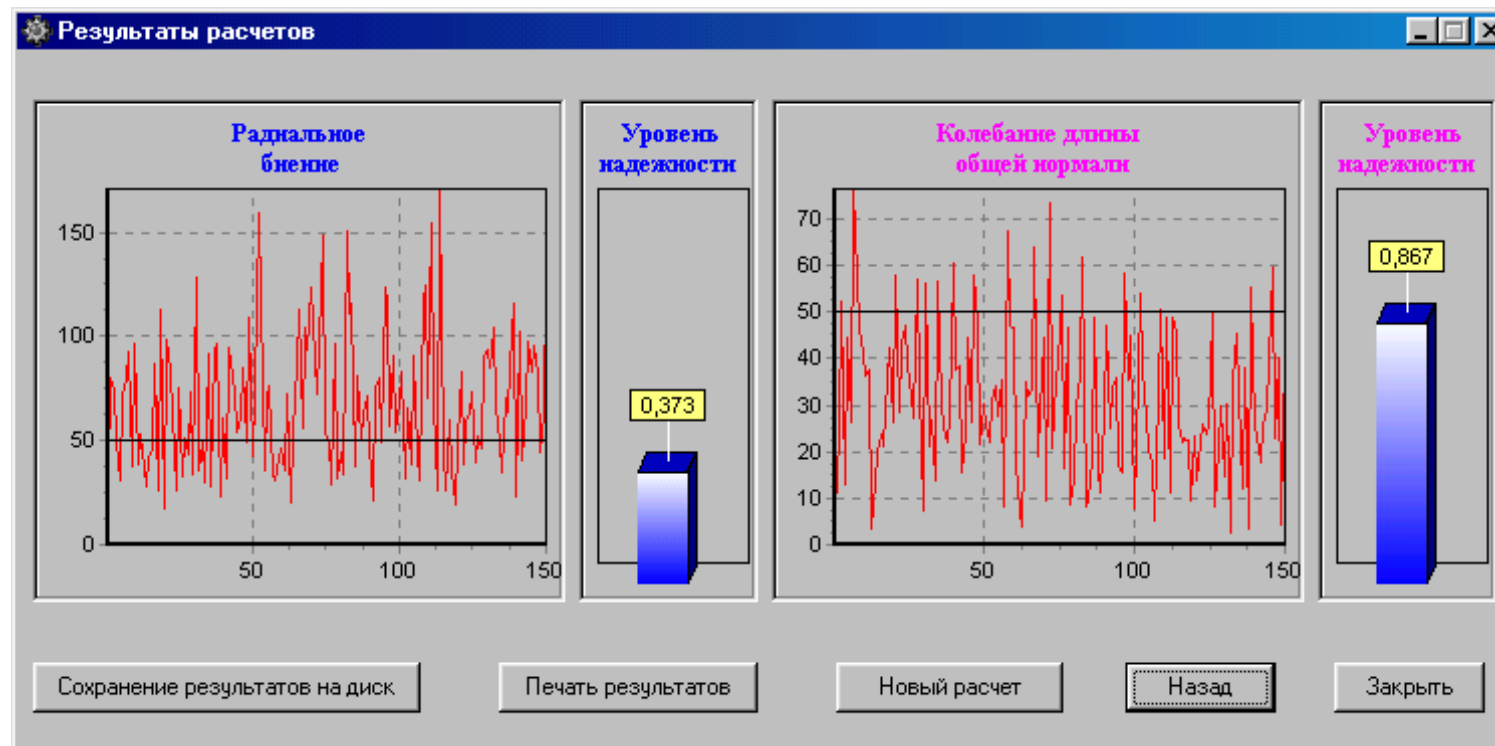 Результаты расчетов
Радиальное
биение
150
100
50
0
50
100
150
Уровень
надежности
0,373
Колебание длины
общей нормали
70
60
50
40
30
20
10
0
50
100
150
Уровень
надежности
0,867
Сохранение результатов на диск
Печать результатов
Новый расчет
Назад
Закрыть